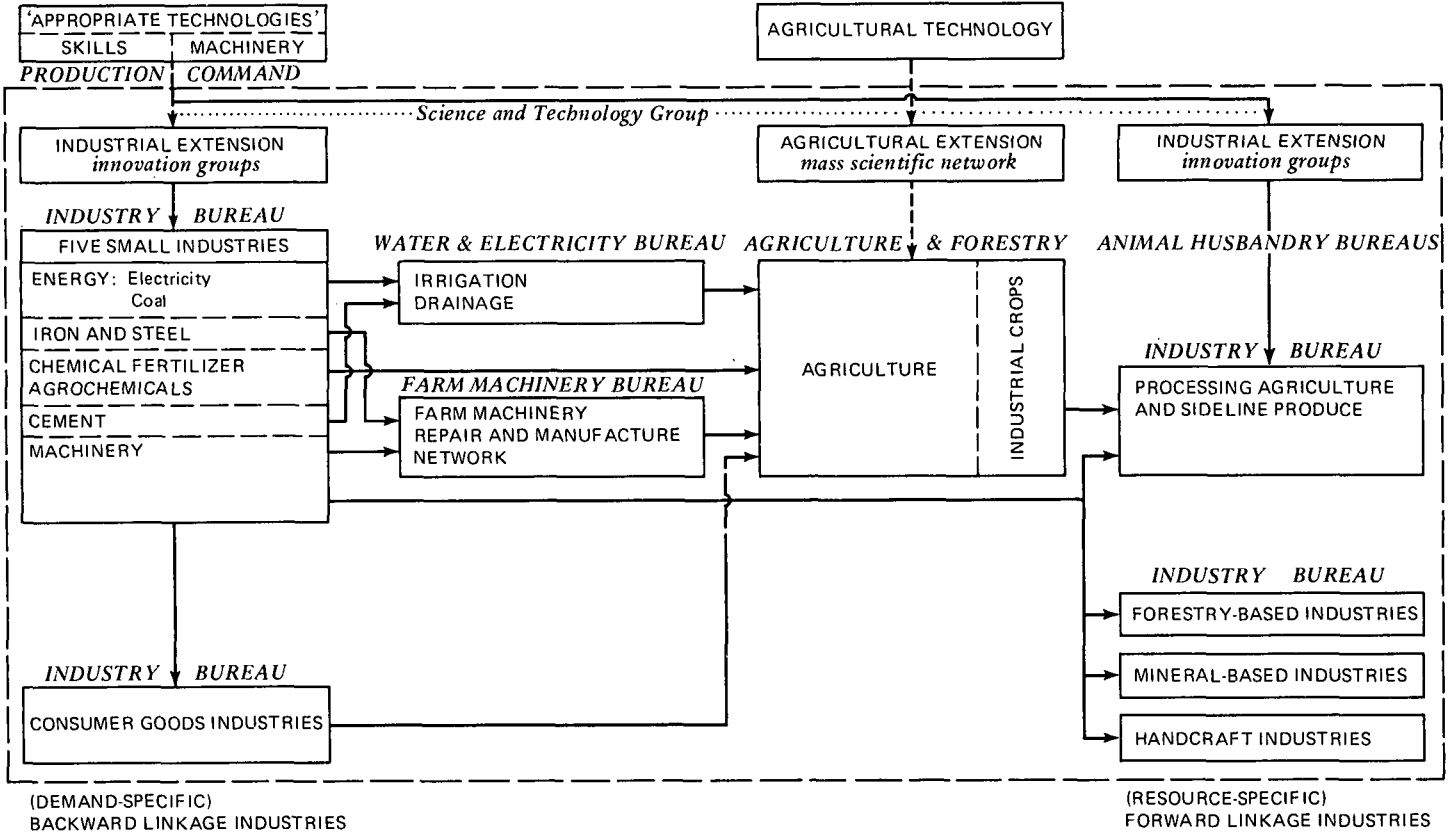 'APPROPRIATE TECHNOLOGIES'
SKILLS MACHINERY
PRODUCTION COMMAND
AGRICULTURAL TECHNOLOGY
Science and Technology Group
INDUSTRIAL EXTENSION
innovation groups
AGRICULTURAL EXTENSION
mass scientific network
INDUSTRIAL EXTENSION
innovation groups
INDUSTRY BUREAU
FIVE SMALL INDUSTRIES
ENERGY: Electricity
Coal
IRON AND STEEL
CHEMICAL FERTILIZER
AGROCHEMICALS
CEMENT
MACHINERY
WATER & ELECTRICITY BUREAU
IRRIGATION
DRAINAGE
FARM MACHINERY BUREAU
FARM MACHINERY
REPAIR AND MANUFACTURE
NETWORK
AGRICULTURE & FORESTRY
AGRICULTURE
INDUSTRIAL CROPS
ANIMAL HUSBANDRY BUREAUS
INDUSTRY BUREAU
PROCESSING AGRICULTURE
AND SIDELINE PRODUCE
INDUSTRY BUREAU
FORESTRY-BASED INDUSTRIES
MINERAL-BASED INDUSTRIES
HANDCRAFT INDUSTRIES
INDUSTRY BUREAU
CONSUMER GOODS INDUSTRIES
(DEMAND-SPECIFIC)
BACKWARD LINKAGE INDUSTRIES
(RESOURCE-SPECIFIC)
FORWARD LINKAGE INDUSTRIES